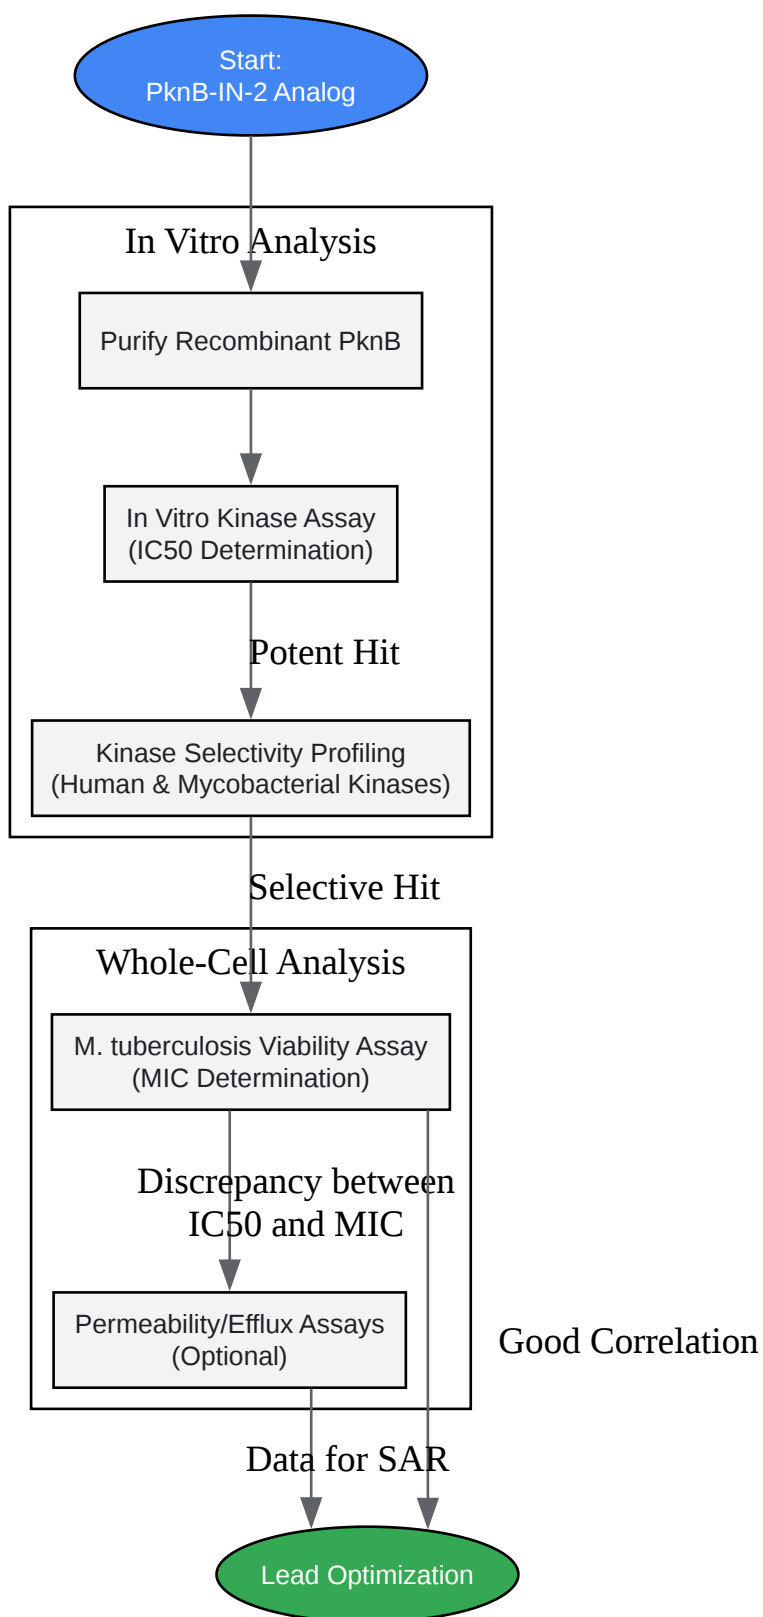 Start:
PknB-IN-2 Analog
In Vitro Analysis
Purify Recombinant PknB
In Vitro Kinase Assay
(IC50 Determination)
Potent Hit
Kinase Selectivity Profiling
(Human & Mycobacterial Kinases)
Selective Hit
Whole-Cell Analysis
M. tuberculosis Viability Assay
(MIC Determination)
Discrepancy between
IC50 and MIC
Permeability/Efflux Assays
(Optional)
Good Correlation
Data for SAR
Lead Optimization